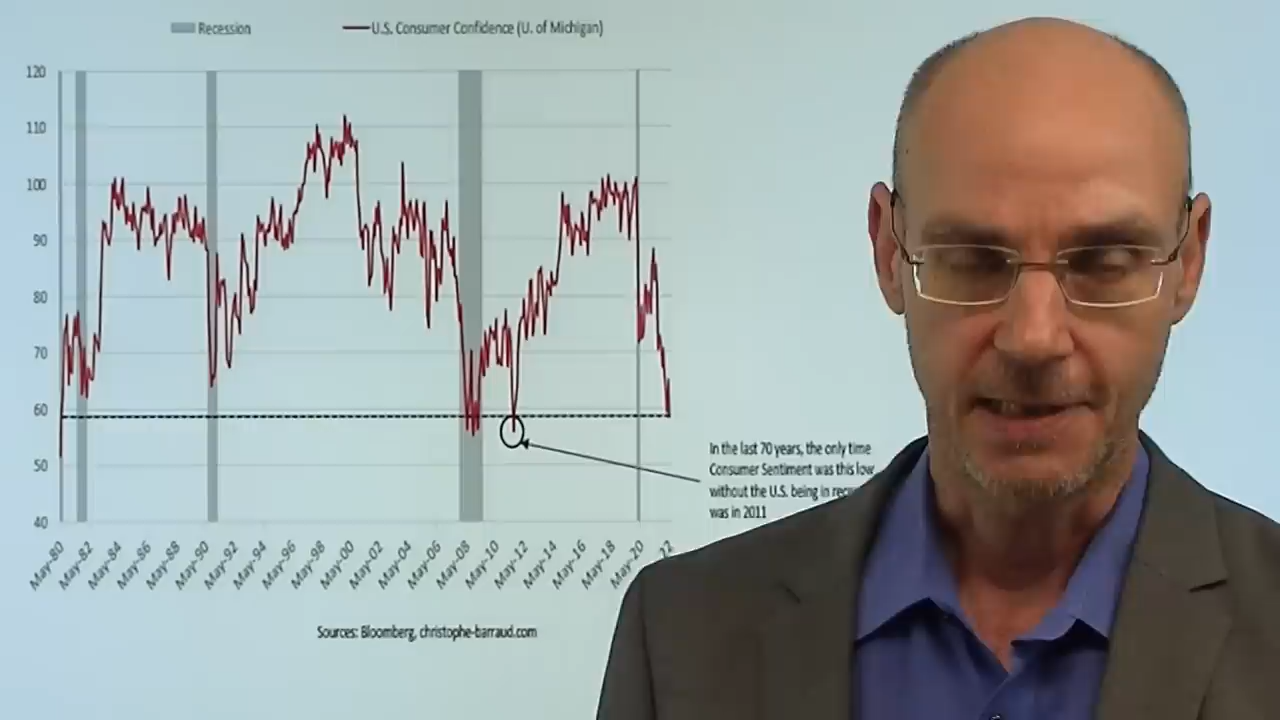 Recession
U.S. Consumer Confidence (U. of Michigan)
120
110
100
90
80
70
60
50
40
In the last 70 years, the only time
Consumer Sentiment was this low
without the U.S. being in
was in 2011
May-80
May-82
May-84
May-86
May-88
May-90
May-92
May-94
May-96
May-98
May-00
May-02
May-04
May-06
May-08
May-10
May-12
May-14
May-16
May-18
May-20
22
Sources: Bloomberg, christophe-barraud.com